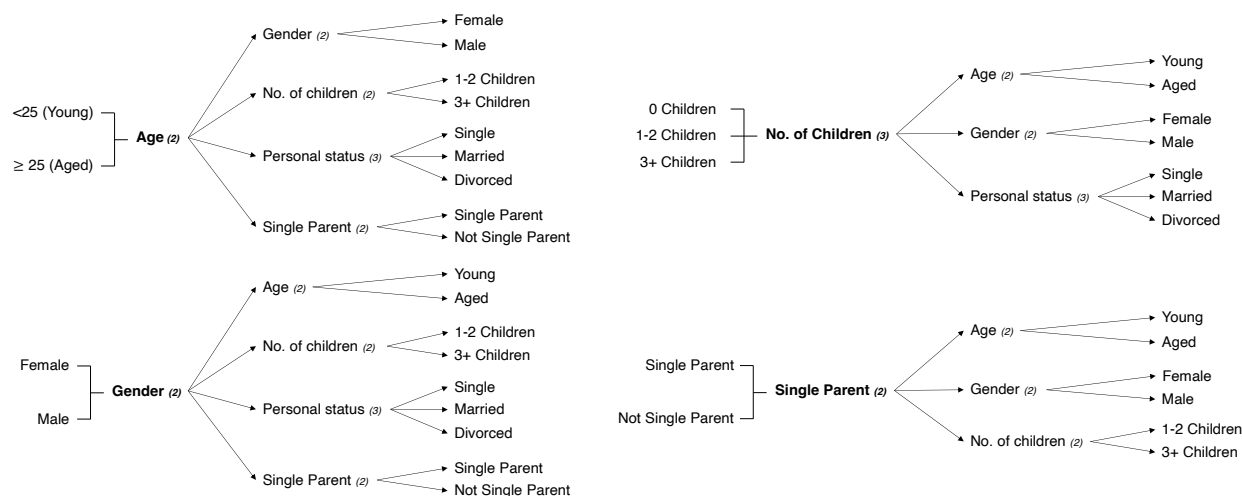 <25 (Young)
≥ 25 (Aged)
Age (2)
Gender (2)
Female
Male
No. of children (2)
1-2 Children
3+ Children
Personal status (3)
Single
Married
Divorced
Single Parent (2)
Single Parent
Not Single Parent
0 Children
1-2 Children
3+ Children
No. of Children (3)
Age (2)
Young
Aged
Gender (2)
Female
Male
Personal status (3)
Single
Married
Divorced
Female
Male
Gender (2)
Age (2)
Young
Aged
No. of children (2)
1-2 Children
3+ Children
Personal status (3)
Single
Married
Divorced
Single Parent (2)
Single Parent
Not Single Parent
Single Parent
Not Single Parent
Single Parent (2)
Age (2)
Young
Aged
Gender (2)
Female
Male
No. of children (2)
1-2 Children
3+ Children